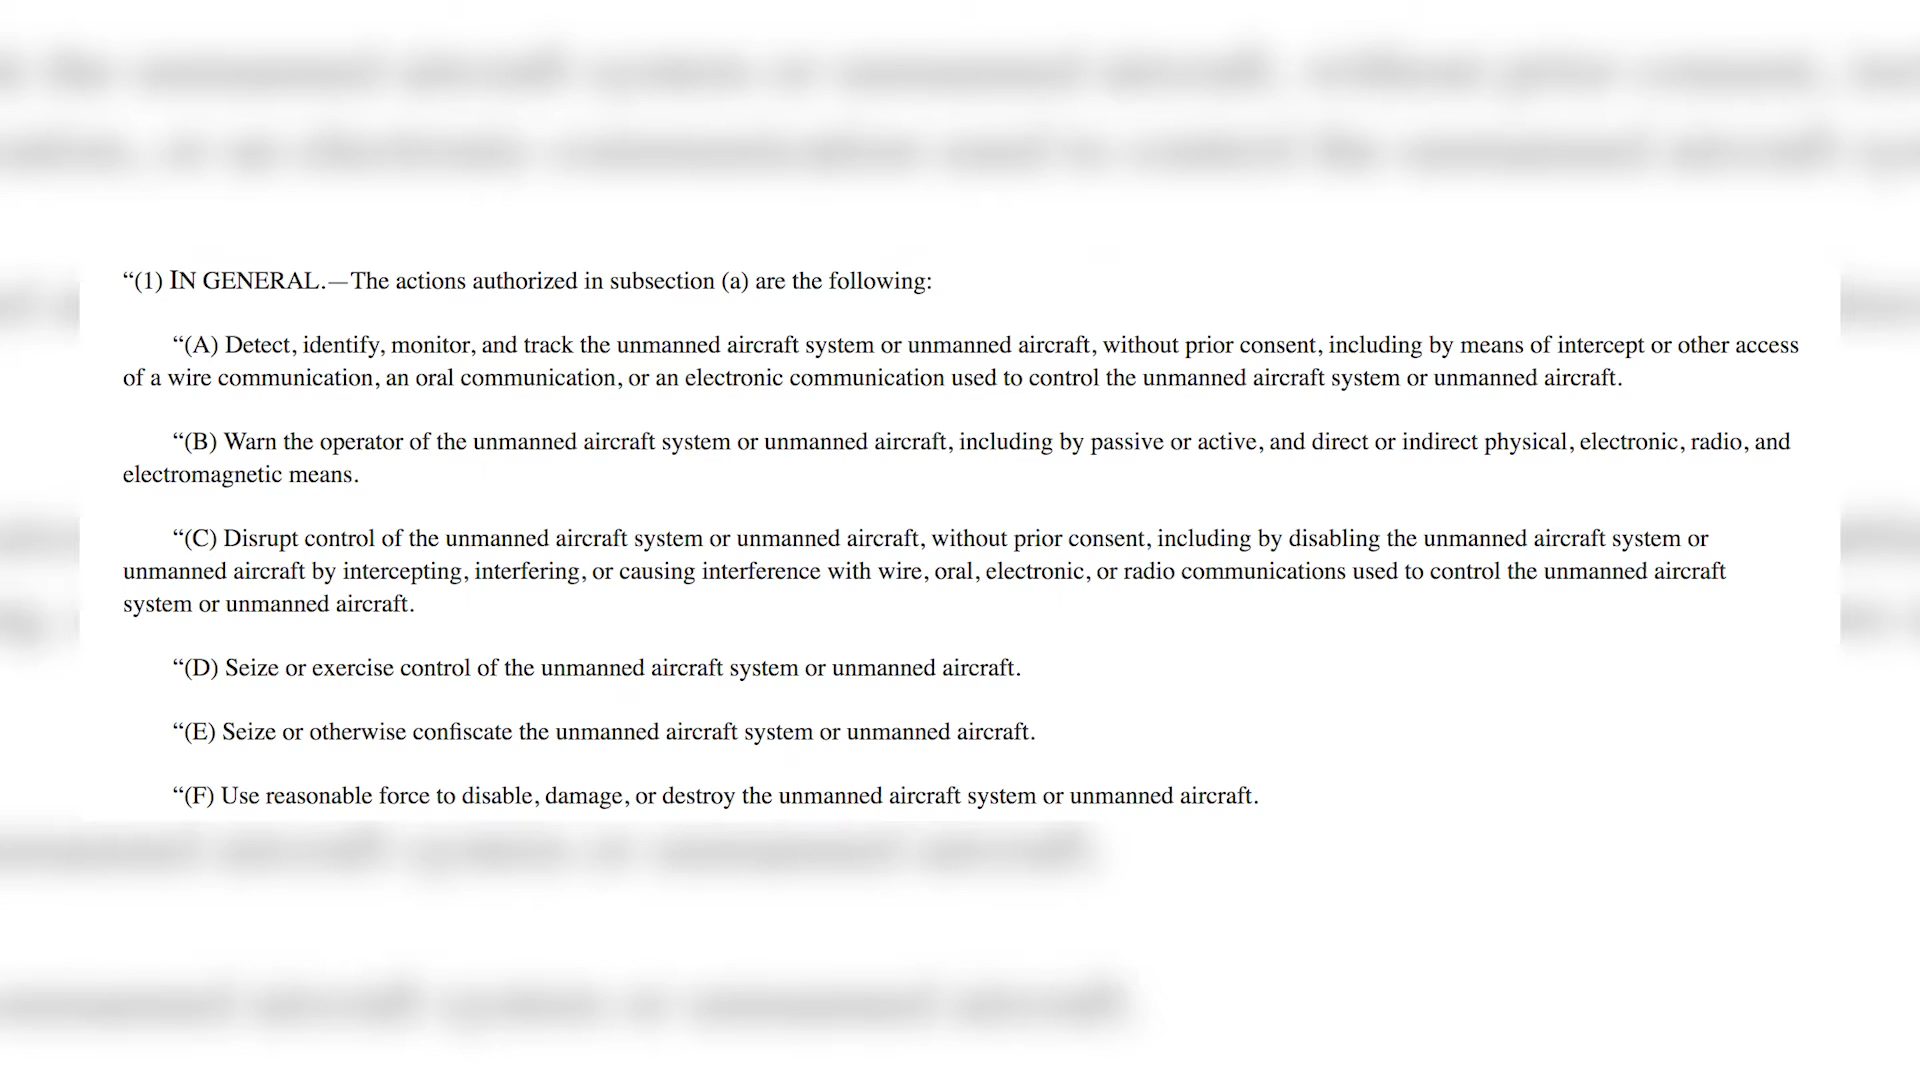 “(1) IN GENERAL.—The actions authorized in subsection (a) are the following:
“(A) Detect, identify, monitor, and track the unmanned aircraft system or unmanned aircraft, without prior consent, including by means of intercept or other access
of a wire communication, an oral communication, or an electronic communication used to control the unmanned aircraft system or unmanned aircraft.
“(B) Warn the operator of the unmanned aircraft system or unmanned aircraft, including by passive or active, and direct or indirect physical, electronic, radio, and
electromagnetic means.
“(C) Disrupt control of the unmanned aircraft system or unmanned aircraft, without prior consent, including by disabling the unmanned aircraft system or
unmanned aircraft by intercepting, interfering, or causing interference with wire, oral, electronic, or radio communications used to control the unmanned aircraft
system or unmanned aircraft.
“(D) Seize or exercise control of the unmanned aircraft system or unmanned aircraft.
“(E) Seize or otherwise confiscate the unmanned aircraft system or unmanned aircraft.
“(F) Use reasonable force to disable, damage, or destroy the unmanned aircraft system or unmanned aircraft.